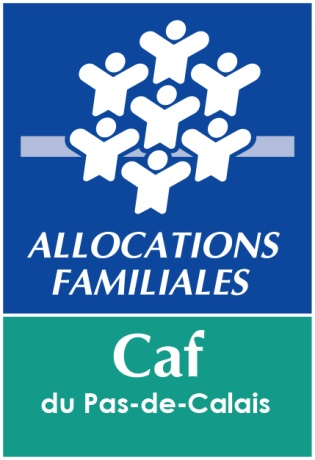 ALLOCATIONS
FAMILIALES
Caf
du Pas-de-Calais